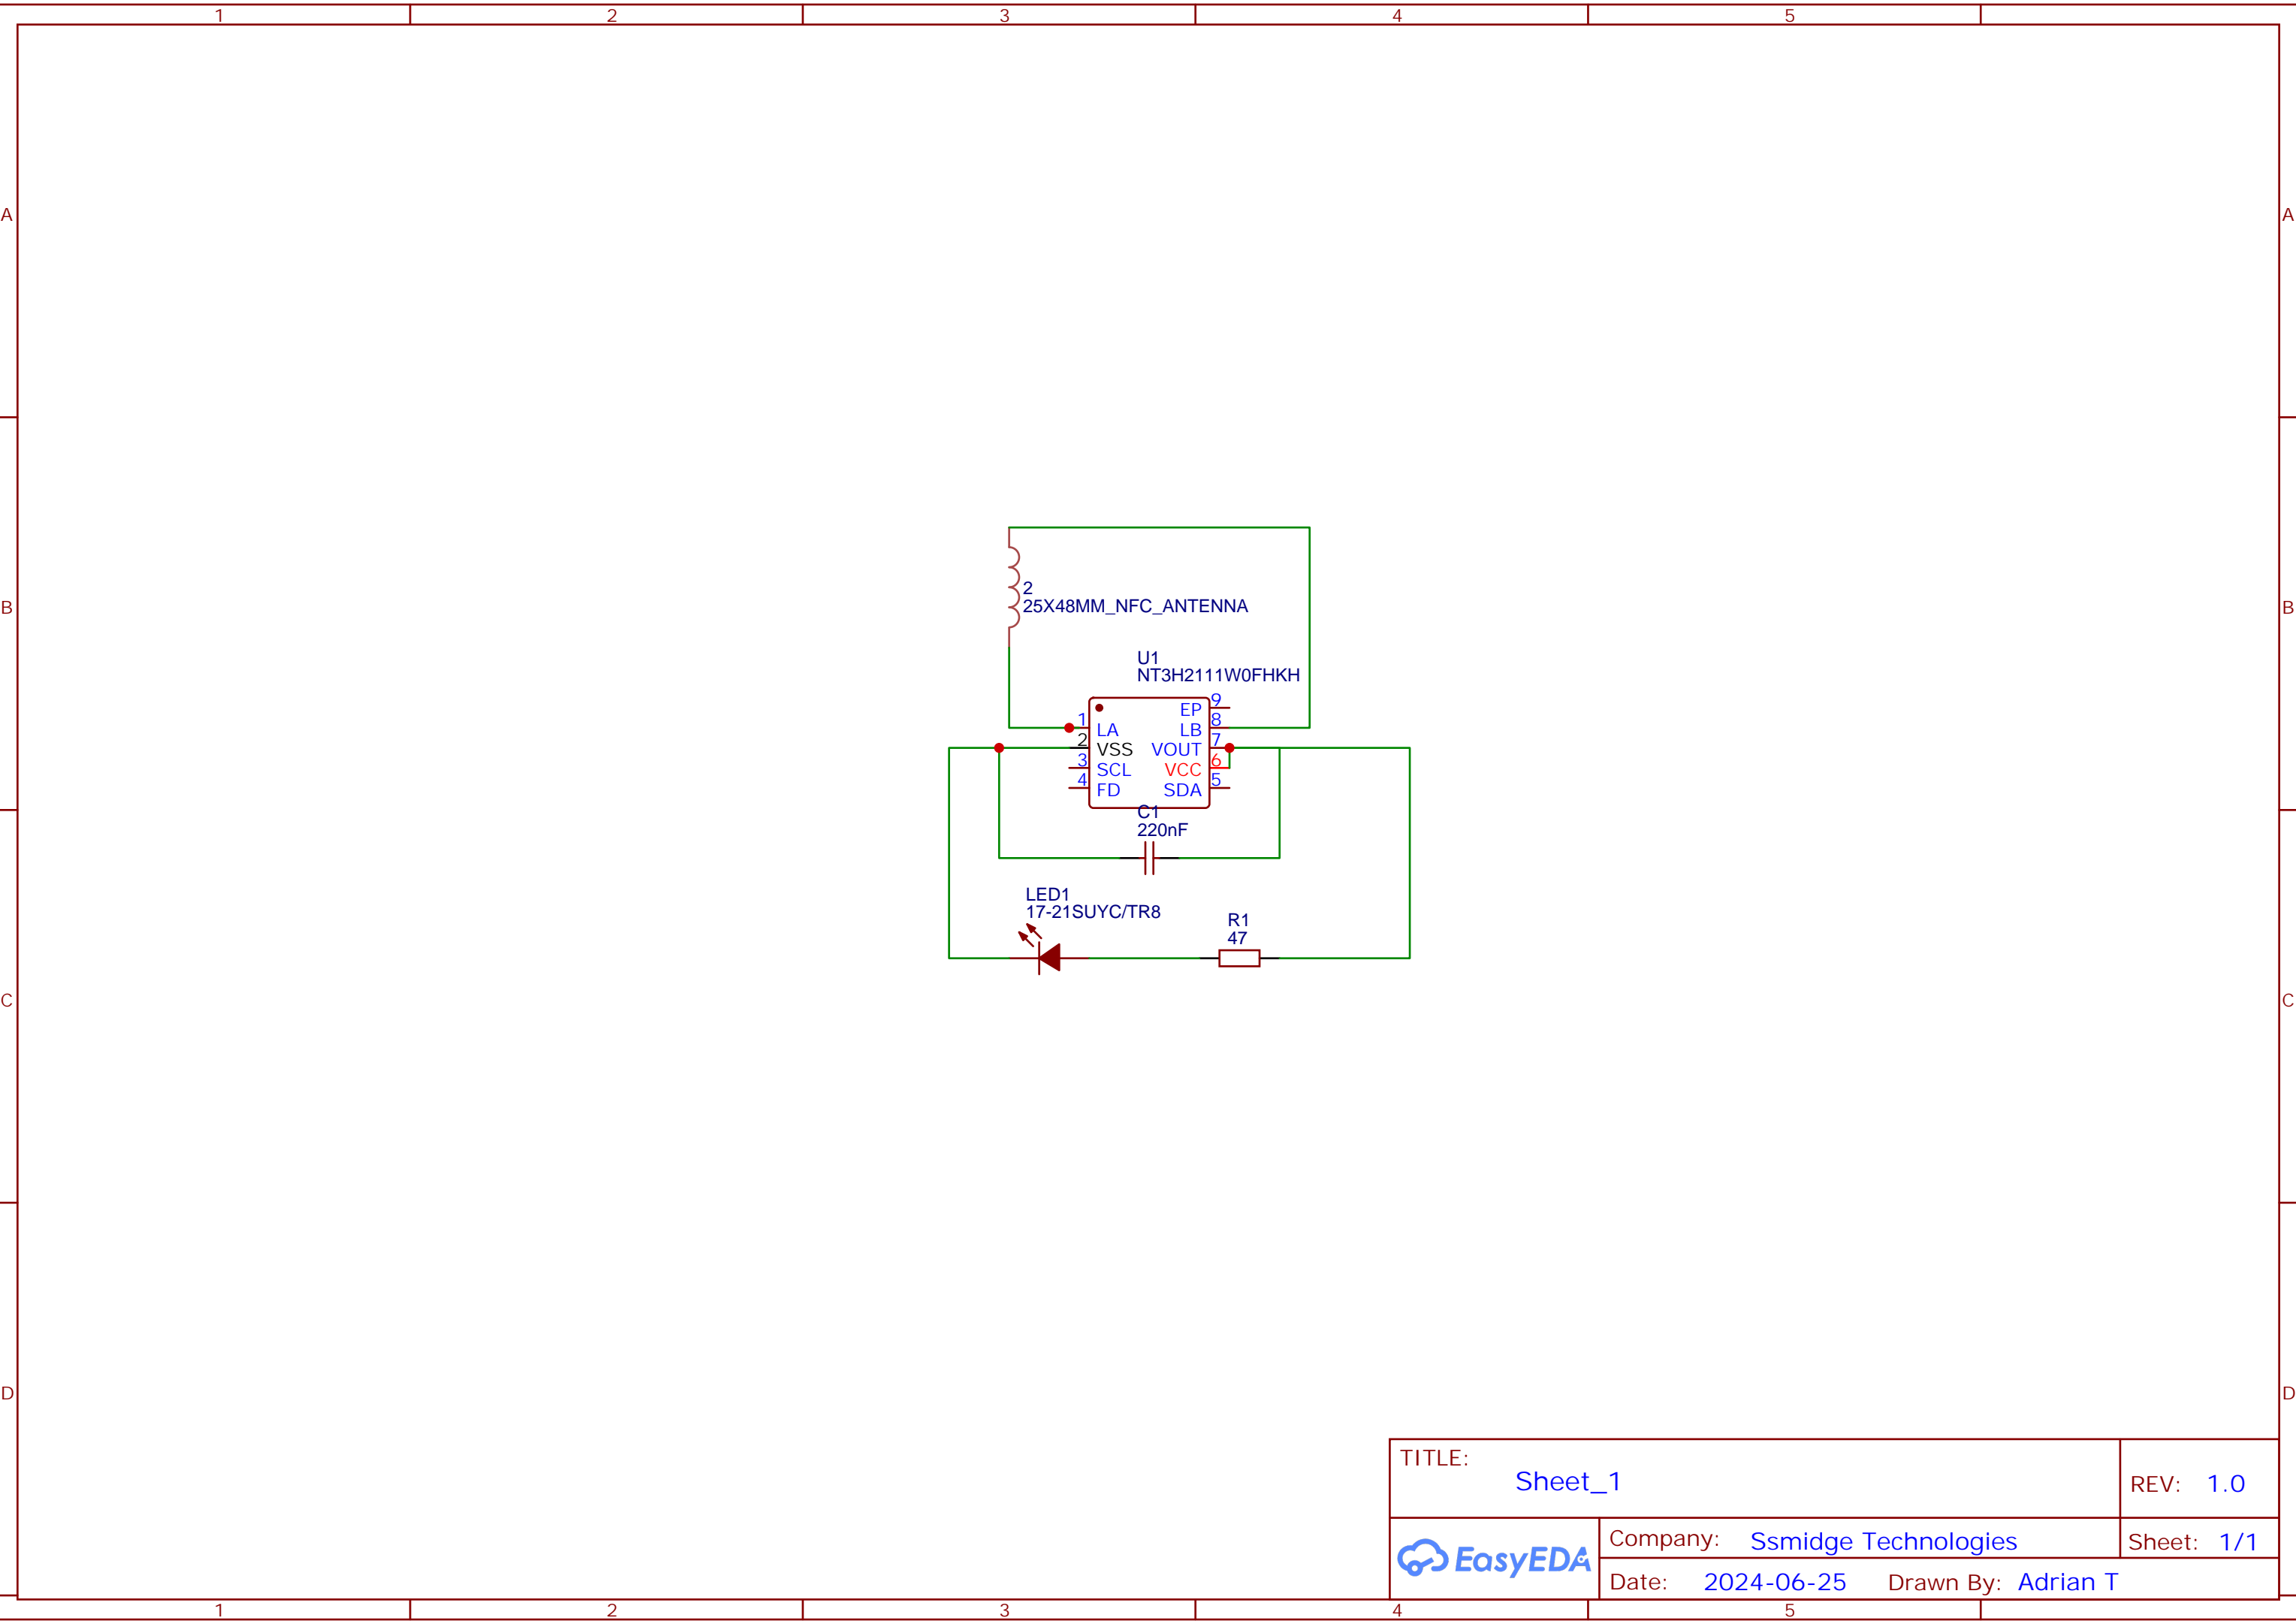 1 2 3 4 5
A A
B B
C C
D D
2
25X48MM_NFC_ANTENNA
U1
NT3H2111W0FHKH
1 LA
2 VSS
3 SCL
4 FD
EP 9
LB 8
VOUT 7
VCC 6
SDA 5
C1
220nF
LED1
17-21SUYC/TR8
R1
47
TITLE:
Sheet_1
REV: 1.0
EasyEDA
Company: Ssmidge Technologies
Sheet: 1/1
Date: 2024-06-25 Drawn By: Adrian T
1 2 3 4 5